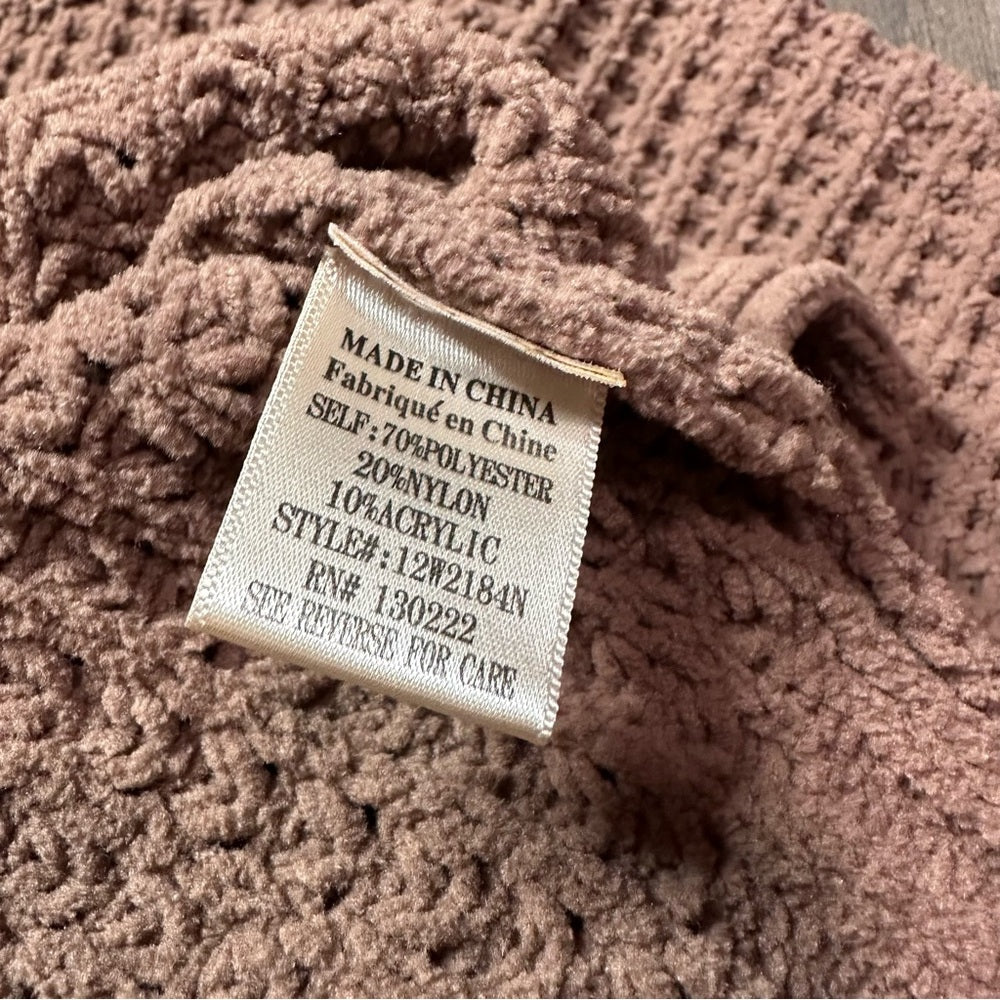 MADE IN CHINA
Fabriqué en Chine
SELF:70%POLYESTER
20%NYLON
10%ACRYLIC
STYLE#:12W2184N
RN# 130222
SEE REVERSE FOR CARE